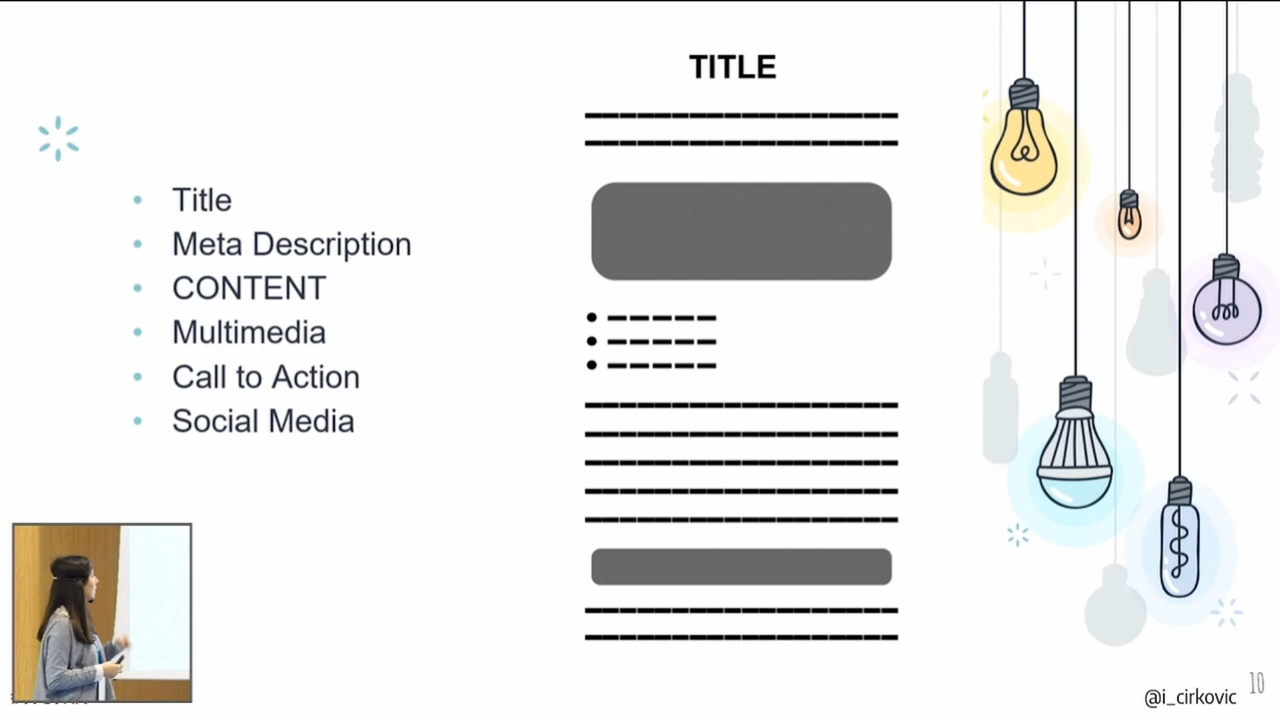 TITLE
Title
Meta Description
CONTENT
Multimedia
Call to Action
Social Media
@i_cirkovic
10